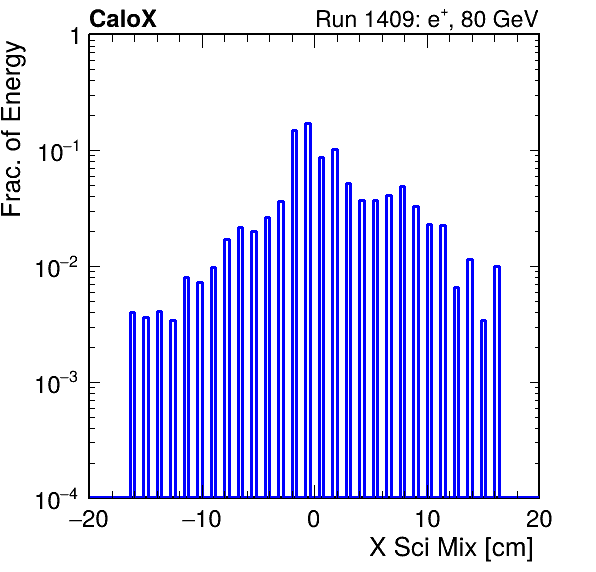 CaloX
Run 1409: e⁺, 80 GeV
Frac. of Energy
1
10⁻¹
10⁻²
10⁻³
10⁻⁴
−20 −10 0 10 20
X Sci Mix [cm]